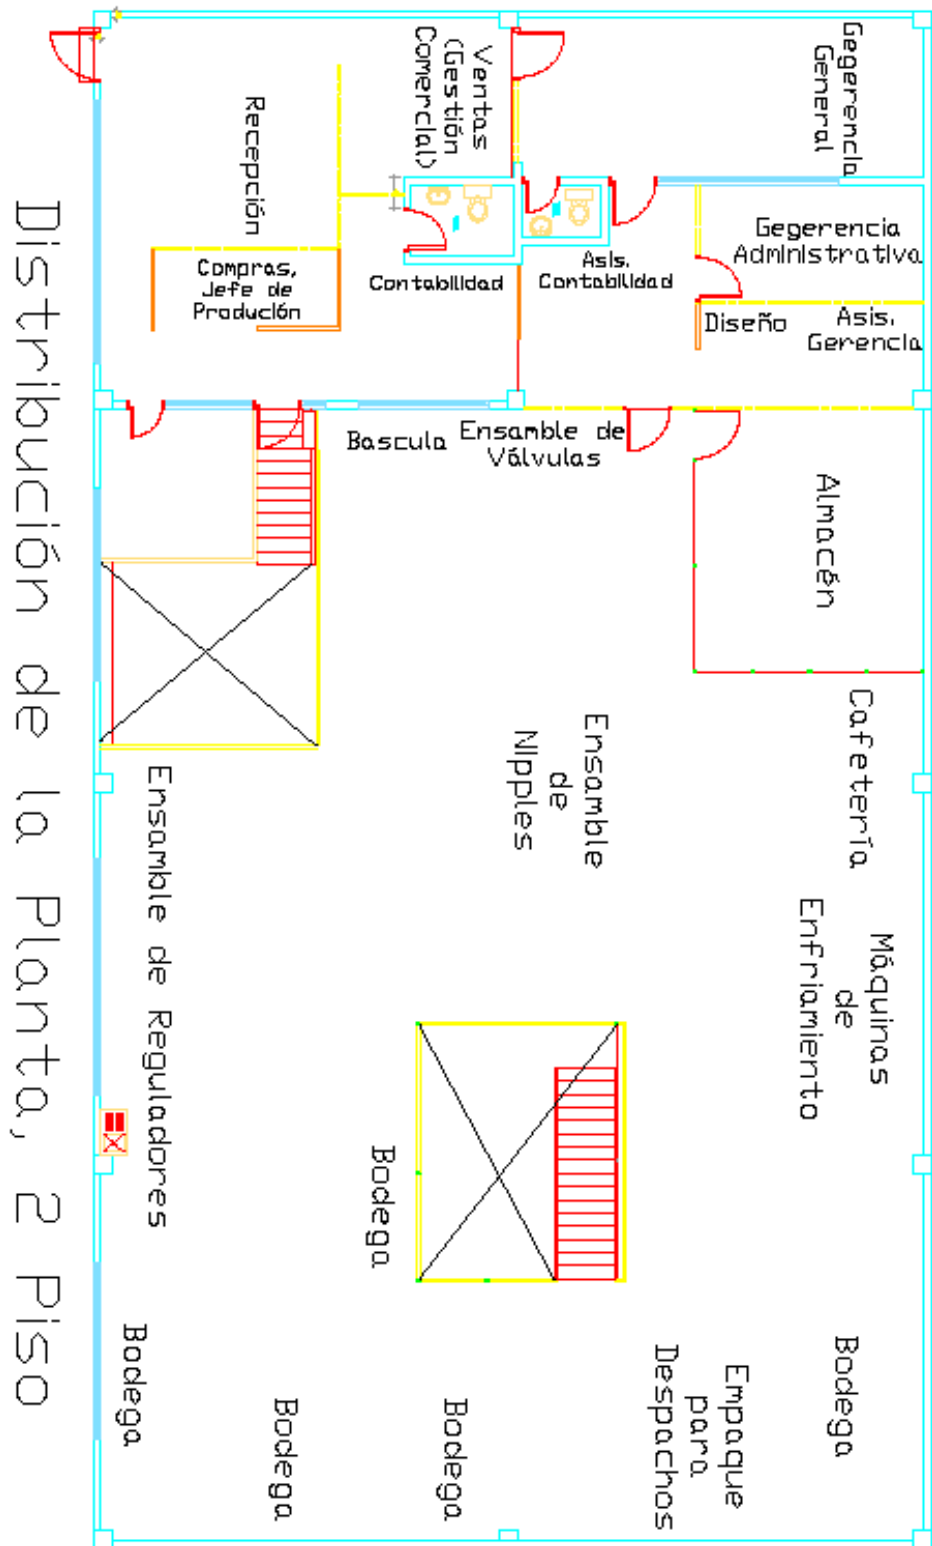 Gegerencia
General
Ventas
(Gestión
Comercial)
Recepción
Gegerencia
Administrativa
Asis.
Contabilidad
Contabilidad
Compras,
Jefe de
Produción
Diseño
Asis.
Gerencia
Bascula
Ensamble de
Válvulas
Almacén
Cafetería
Ensamble
de
Nipples
Ensamble de Reguladores
Máquinas
de
Enfriamiento
Bodega
Bodega
Empaque
para
Despachos
Bodega
Bodega
Bodega
Distribución de la Planta, 2 Piso